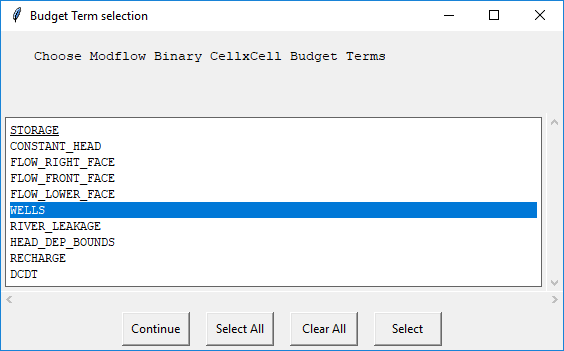 Budget Term selection
Choose Modflow Binary CellxCell Budget Terms
STORAGE
CONSTANT_HEAD
FLOW_RIGHT_FACE
FLOW_FRONT_FACE
FLOW_LOWER_FACE
WELLS
RIVER_LEAKAGE
HEAD_DEP_BOUNDS
RECHARGE
DCDT
Continue Select All Clear All Select